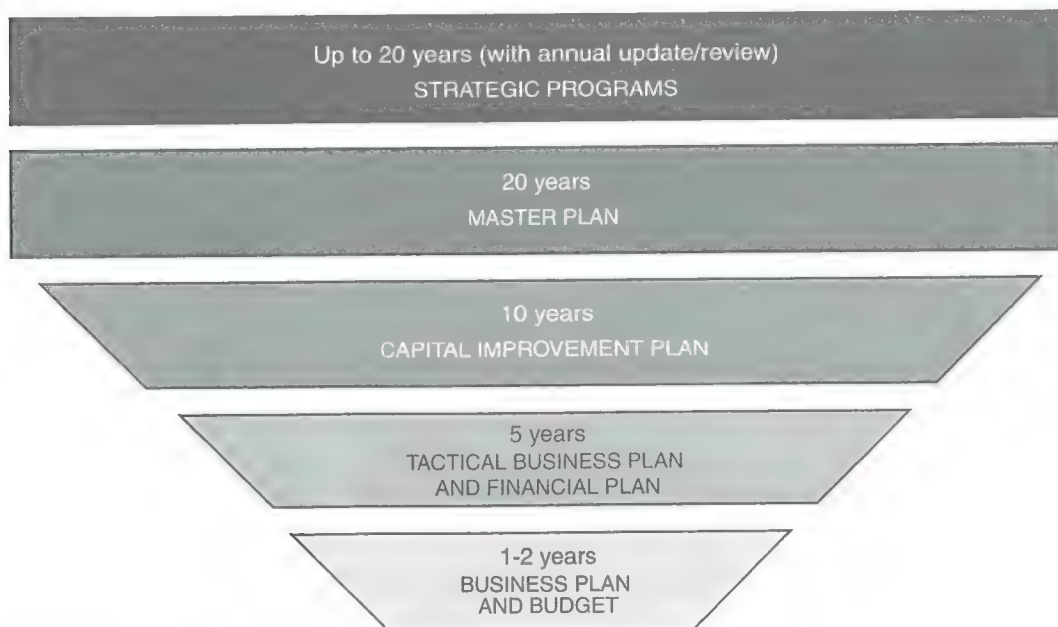 Up to 20 years (with annual update/review)
STRATEGIC PROGRAMS
20 years
MASTER PLAN
10 years
CAPITAL IMPROVEMENT PLAN
5 years
TACTICAL BUSINESS PLAN
AND FINANCIAL PLAN
1-2 years
BUSINESS PLAN
AND BUDGET